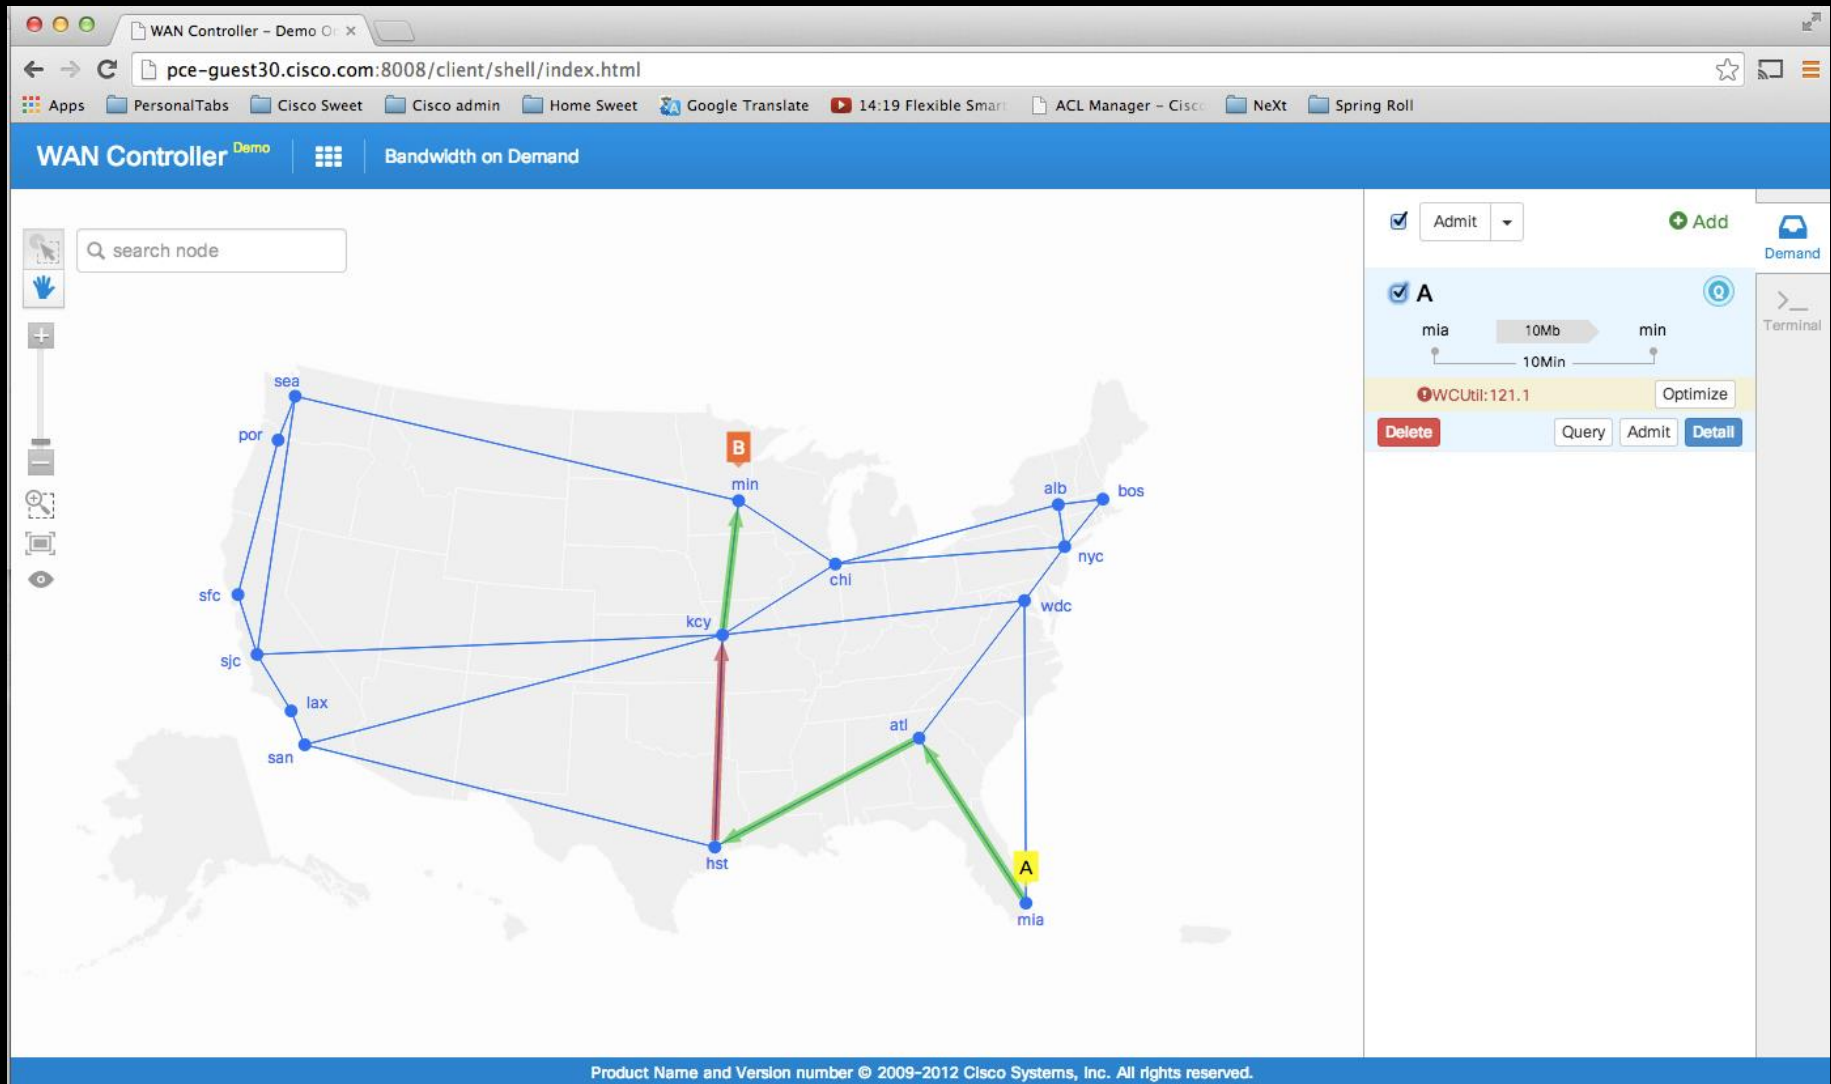 WAN Controller – Demo O
pce-guest30.cisco.com:8008/client/shell/index.html
Apps PersonalTabs Cisco Sweet Cisco admin Home Sweet Google Translate 14:19 Flexible Smar ACL Manager – Cisc NeXt Spring Roll
WAN Controller Demo Bandwidth on Demand
search node
Admit
Add
Demand
Terminal
A
mia 10Mb min
10Min
WCUtil:121.1 Optimize
Delete Query Admit Detail
sea
por
B
min
alb
bos
nyc
chi
sfc
wdc
kcy
sjc
lax
atl
san
hst
A
mia
Product Name and Version number © 2009-2012 Cisco Systems, Inc. All rights reserved.